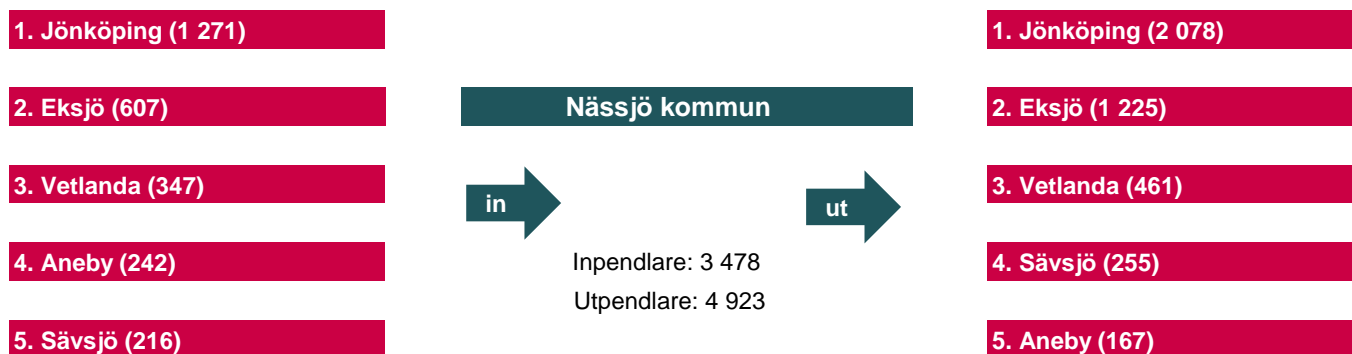 1. Jönköping (1 271)
2. Eksjö (607)
3. Vetlanda (347)
4. Aneby (242)
5. Sävsjö (216)
Nässjö kommun
in
ut
Inpendlare: 3 478
Utpendlare: 4 923
1. Jönköping (2 078)
2. Eksjö (1 225)
3. Vetlanda (461)
4. Sävsjö (255)
5. Aneby (167)